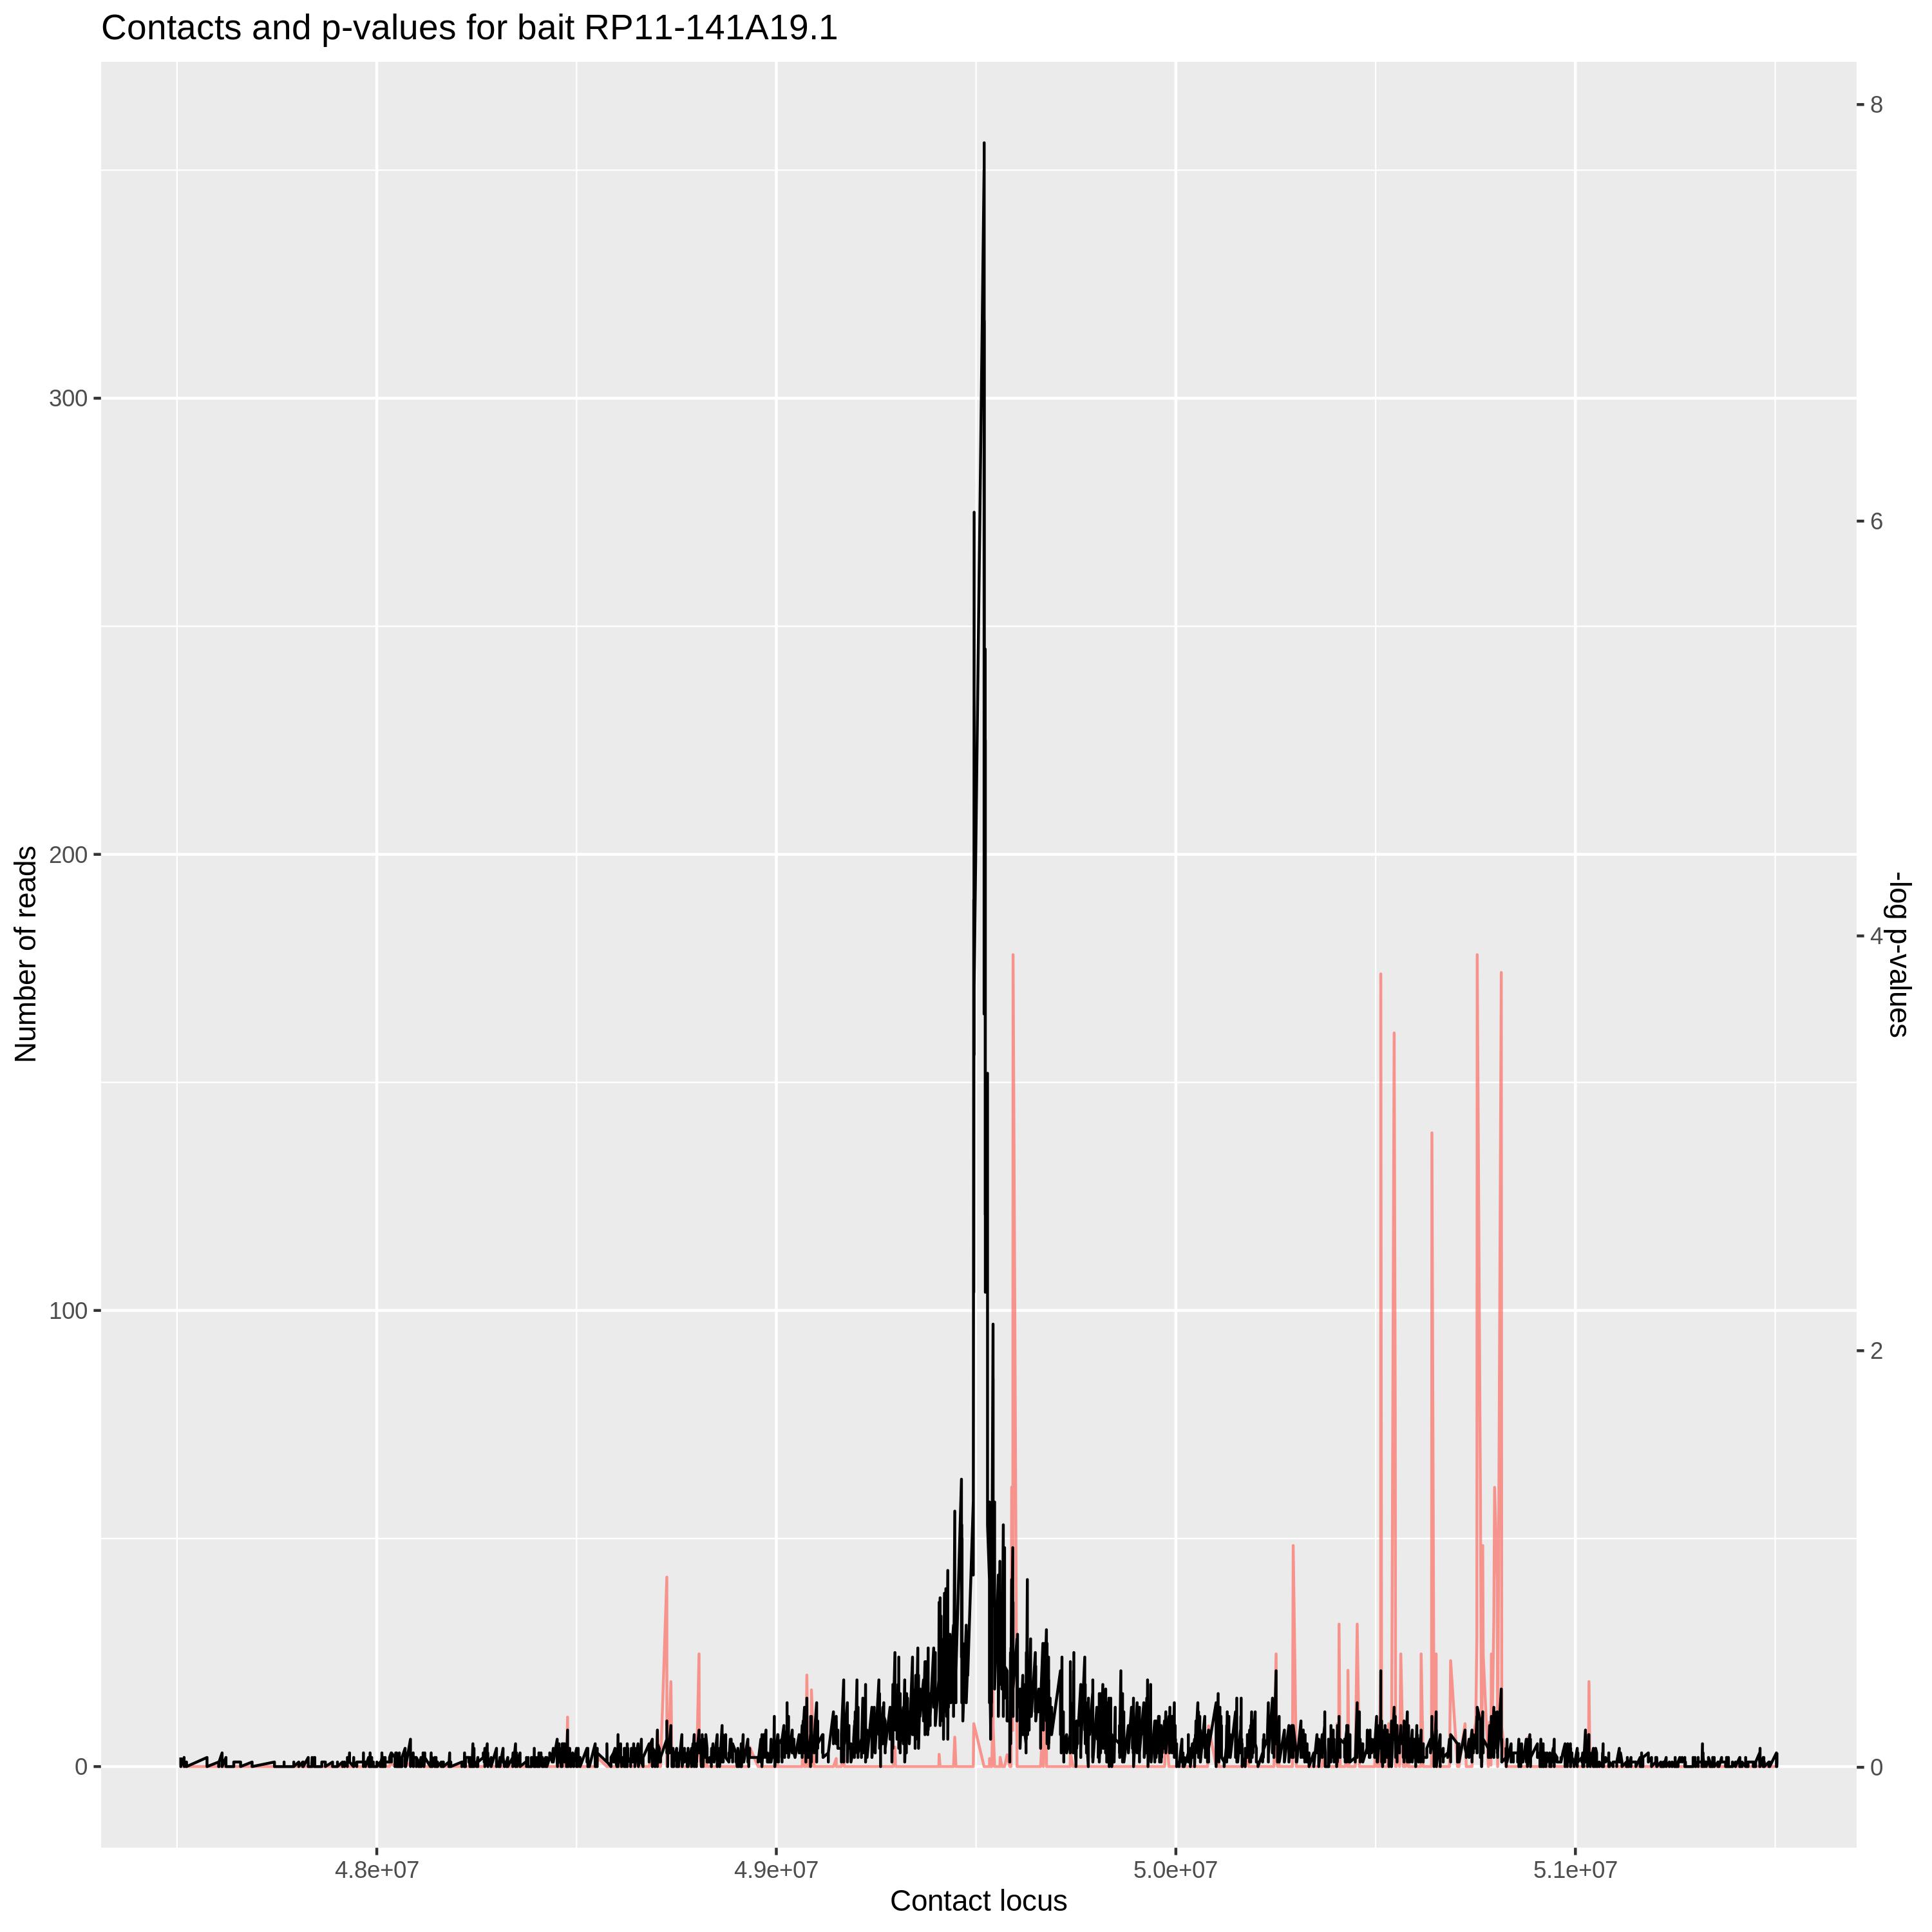 Contacts and p-values for bait RP11-141A19.1
8
300
6
200
4
Number of reads
-log p-values
100
2
0
0
4.8e+07
4.9e+07
5.0e+07
5.1e+07
Contact locus